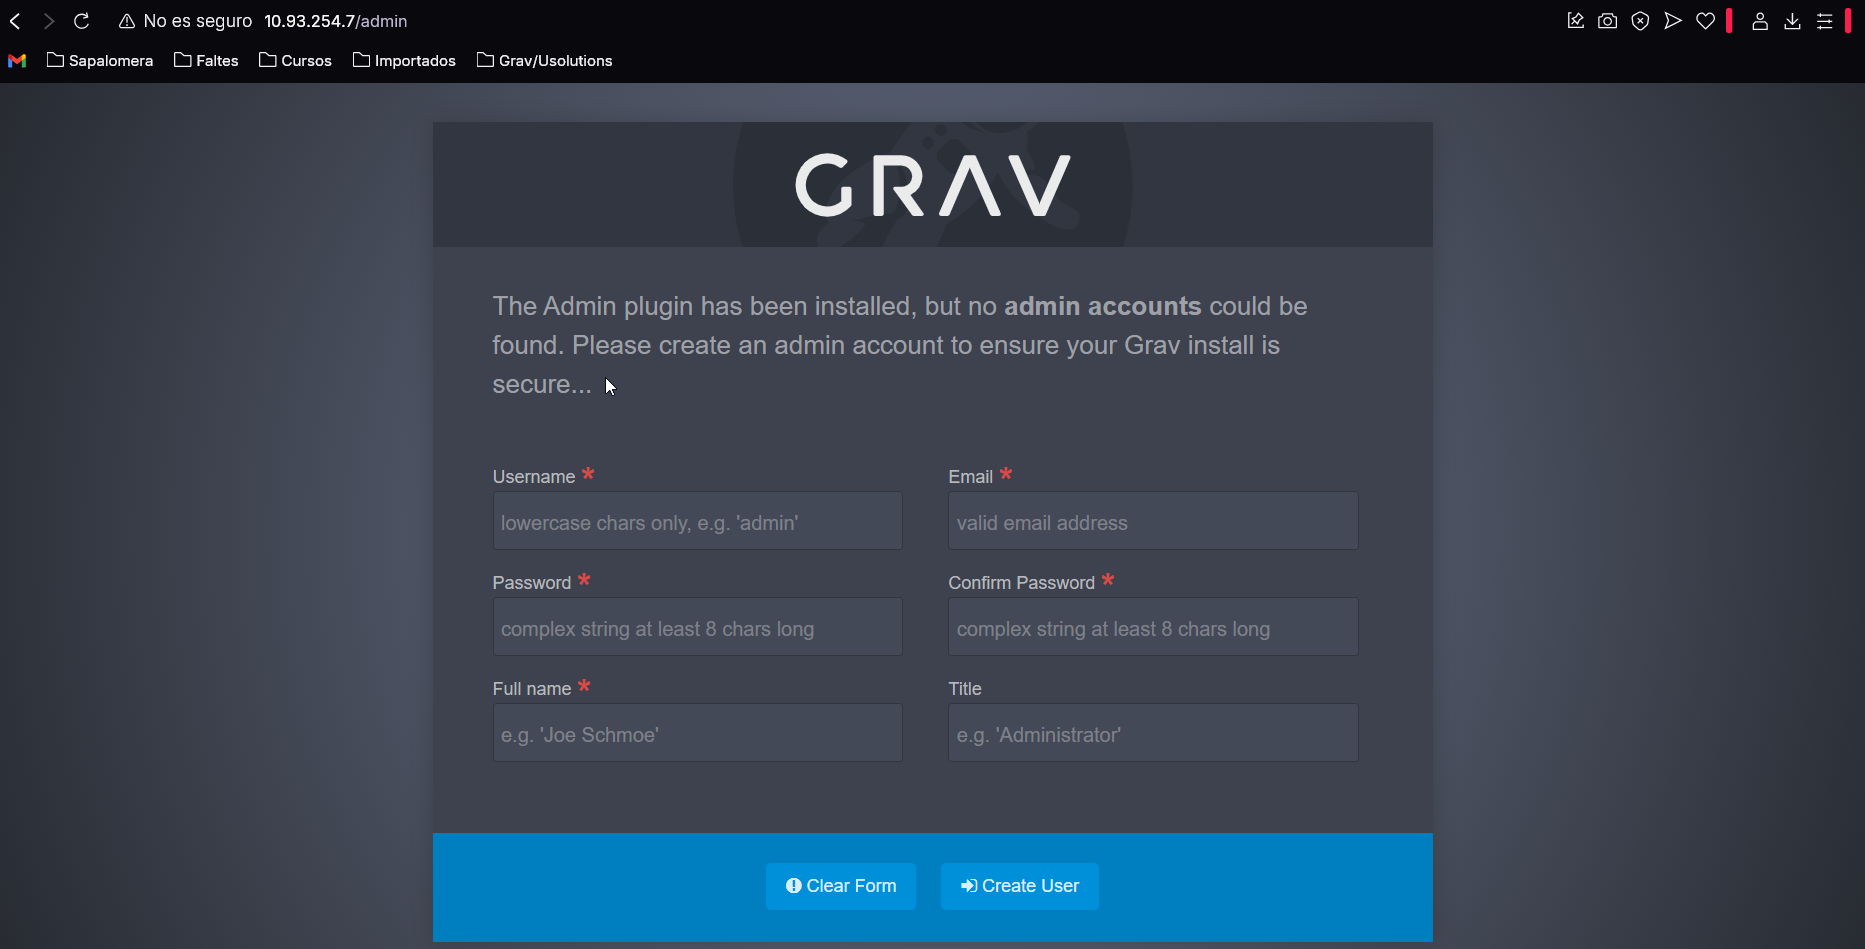 No es seguro 10.93.254.7/admin
Sapalomera Faltes Cursos Importados Grav/Usolutions
GRAV
The Admin plugin has been installed, but no admin accounts could be
found. Please create an admin account to ensure your Grav install is
secure...
Username * Email *
lowercase chars only, e.g. 'admin' valid email address
Password * Confirm Password *
complex string at least 8 chars long complex string at least 8 chars long
Full name * Title
e.g. 'Joe Schmoe' e.g. 'Administrator'
Clear Form Create User